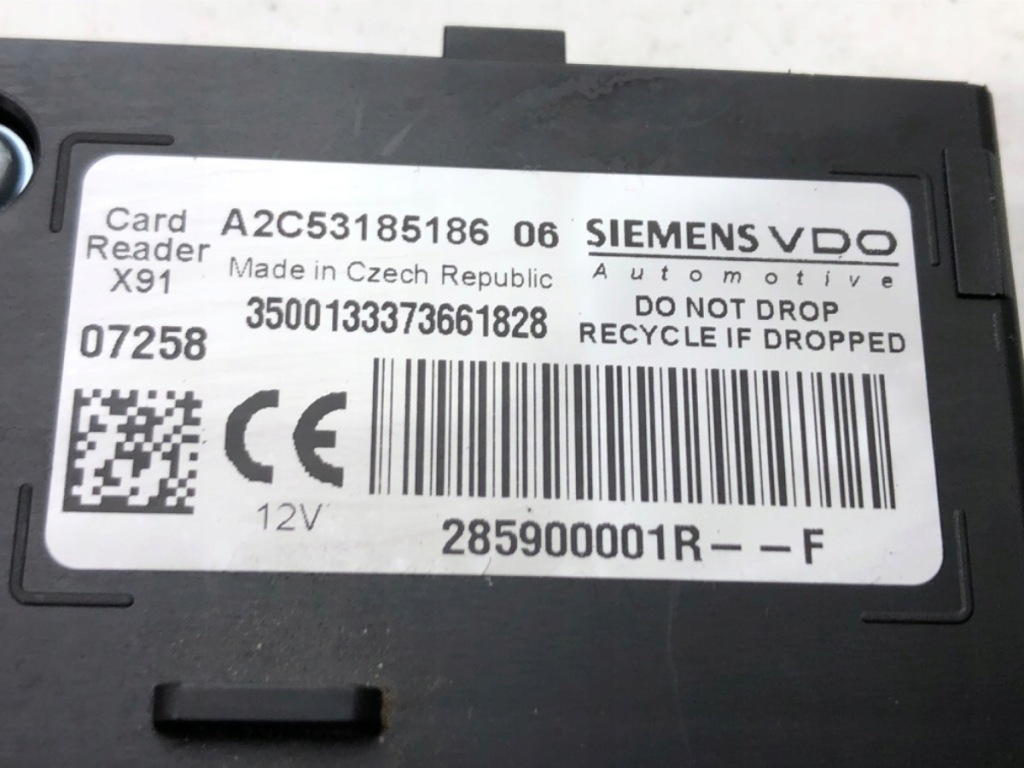 Card
Reader
X91
07258
A2C53185186 06
Made in Czech Republic
3500133373661828
SIEMENS VDO
Automotive
DO NOT DROP
RECYCLE IF DROPPED
CE
12V
285900001R--F